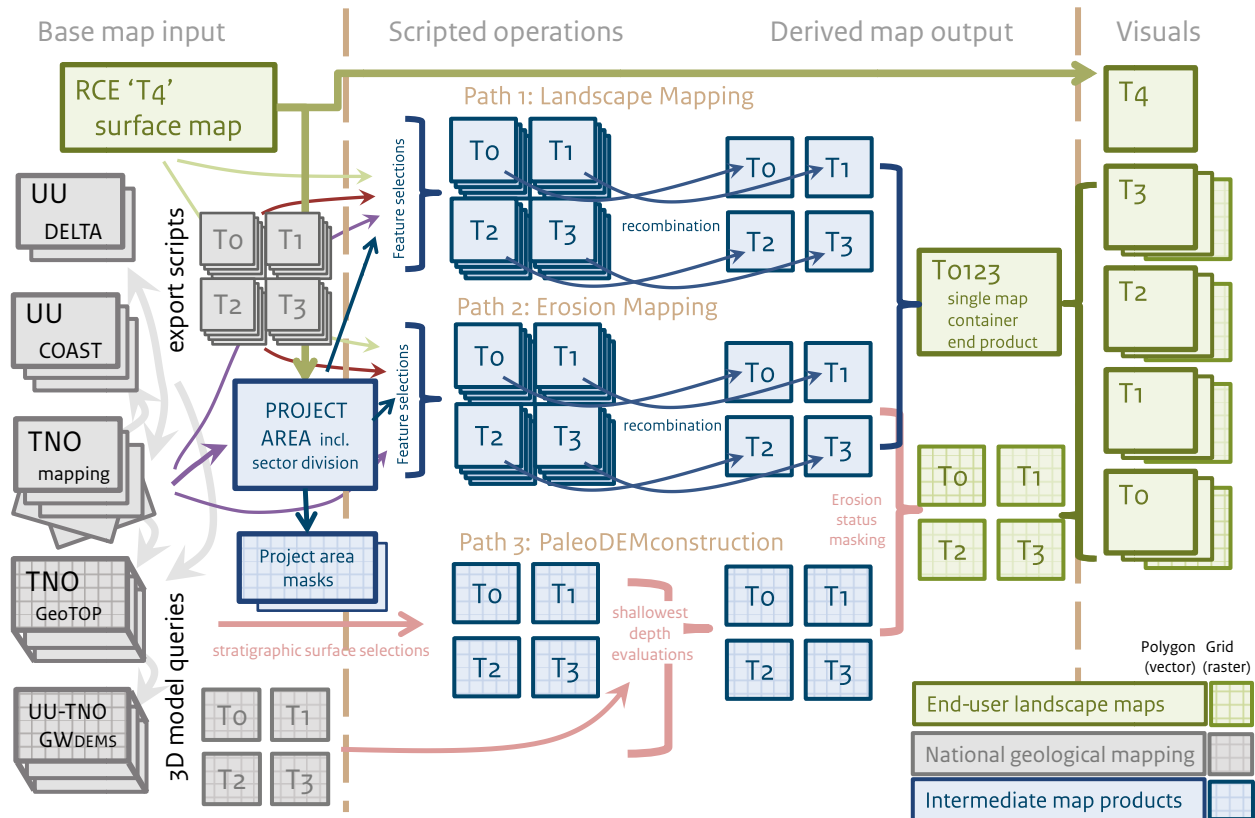 Base map input
Scripted operations
Derived map output
Visuals
RCE ‘T4’
surface map
UU
DELTA
UU
COAST
TNO
mapping
TNO
GeoTOP
UU-TNO
GWDEMS
export scripts
3D model queries
T0
T1
T2
T3
PROJECT
AREA incl.
sector division
Project area
masks
stratigraphic surface selections
T0
T1
T2
T3
Path 1: Landscape Mapping
Feature selections
T0
T1
T2
T3
recombination
T0
T1
T2
T3
Path 2: Erosion Mapping
Feature selections
T0
T1
T2
T3
recombination
T0
T1
T2
T3
Path 3: PaleoDEMconstruction
T0
T1
T2
T3
shallowest
depth
evaluations
T0
T1
T2
T3
Erosion
status
masking
T0123
single map
container
end product
T0
T1
T2
T3
T4
T3
T2
T1
T0
Polygon
(vector)
Grid
(raster)
End-user landscape maps
National geological mapping
Intermediate map products